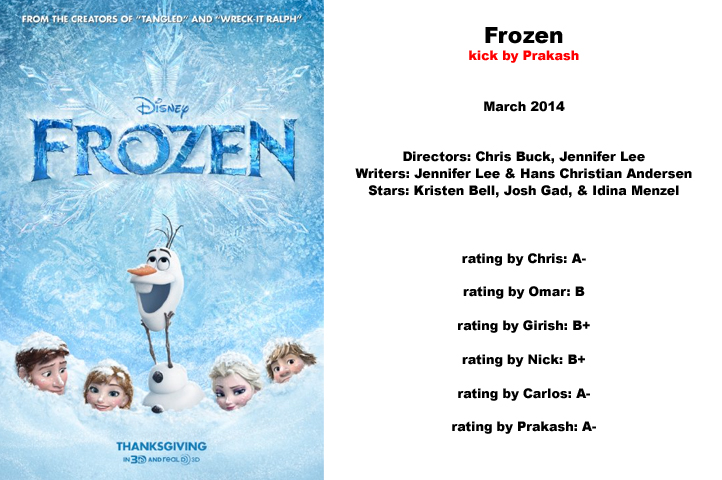 FROM THE CREATORS OF "TANGLED" AND "WRECK-IT RALPH"
Disney
FROZEN
THANKSGIVING
IN 3D AND REAL D 3D
Frozen
kick by Prakash
March 2014
Directors: Chris Buck, Jennifer Lee
Writers: Jennifer Lee & Hans Christian Andersen
Stars: Kristen Bell, Josh Gad, & Idina Menzel
rating by Chris: A-
rating by Omar: B
rating by Girish: B+
rating by Nick: B+
rating by Carlos: A-
rating by Prakash: A-